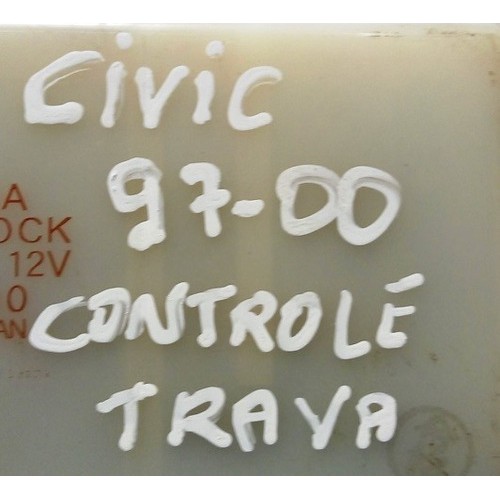 CIVIC
97-00
CONTROLÉ
TRAVA
A
OCK
12V
0
AN